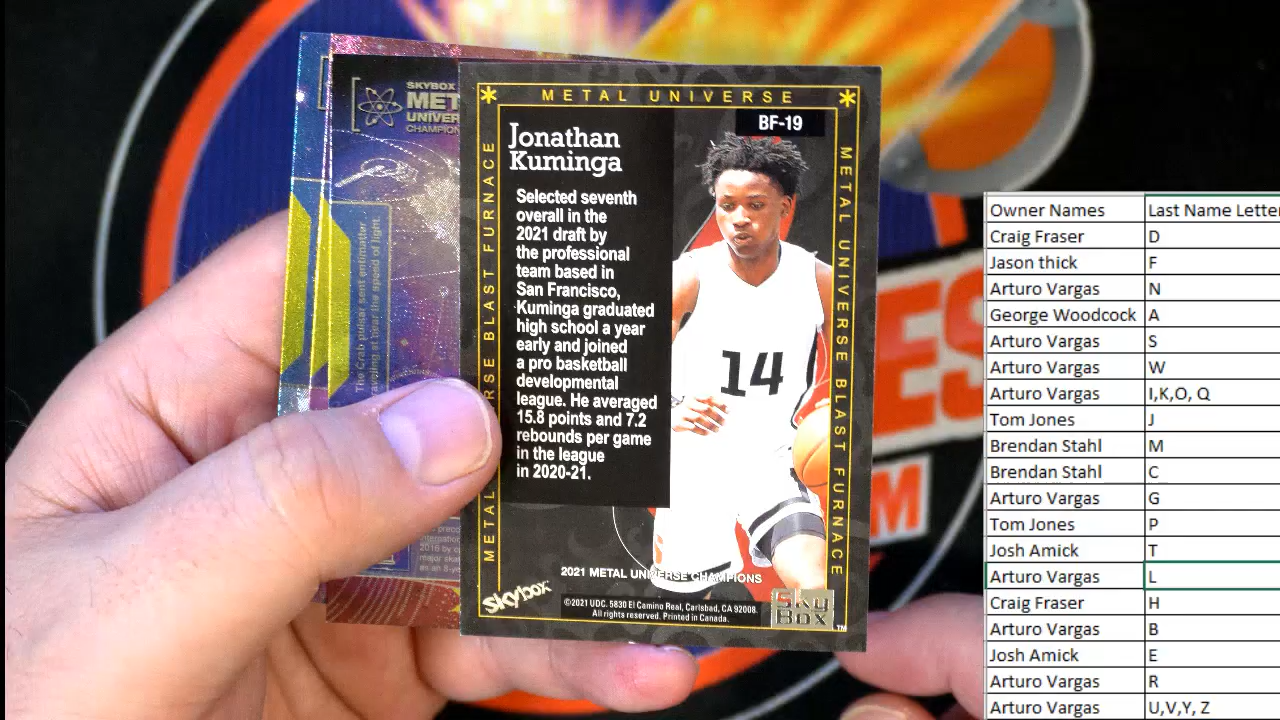 SKYBOX
MET
UNIVER
CHAMPION
The Crab pulsar sent antimatter
at near the speed of light.
METAL UNIVERSE
BF-19
Jonathan
Kuminga
Selected seventh
overall in the
2021 draft by
the professional
team based in
San Francisco,
Kuminga graduated
high school a year
early and joined
a pro basketball
developmental
league. He averaged
15.8 points and 7.2
rebounds per game
in the league
in 2020-21.
METAL RSE BLAST FURNACE
METAL UNIVERSE BLAST FURNACE
14
2021 METAL UNIVERSE CHAMPIONS
skybox
©2021 UDC. 5830 El Camino Real, Carlsbad, CA 92008.
All rights reserved. Printed in Canada.
SKY
BOX
TM
ES
M
Owner Names Last Name Letter
Craig Fraser D
Jason thick F
Arturo Vargas N
George Woodcock A
Arturo Vargas S
Arturo Vargas W
Arturo Vargas I,K,O, Q
Tom Jones J
Brendan Stahl M
Brendan Stahl C
Arturo Vargas G
Tom Jones P
Josh Amick T
Arturo Vargas L
Craig Fraser H
Arturo Vargas B
Josh Amick E
Arturo Vargas R
Arturo Vargas U,V,Y, Z